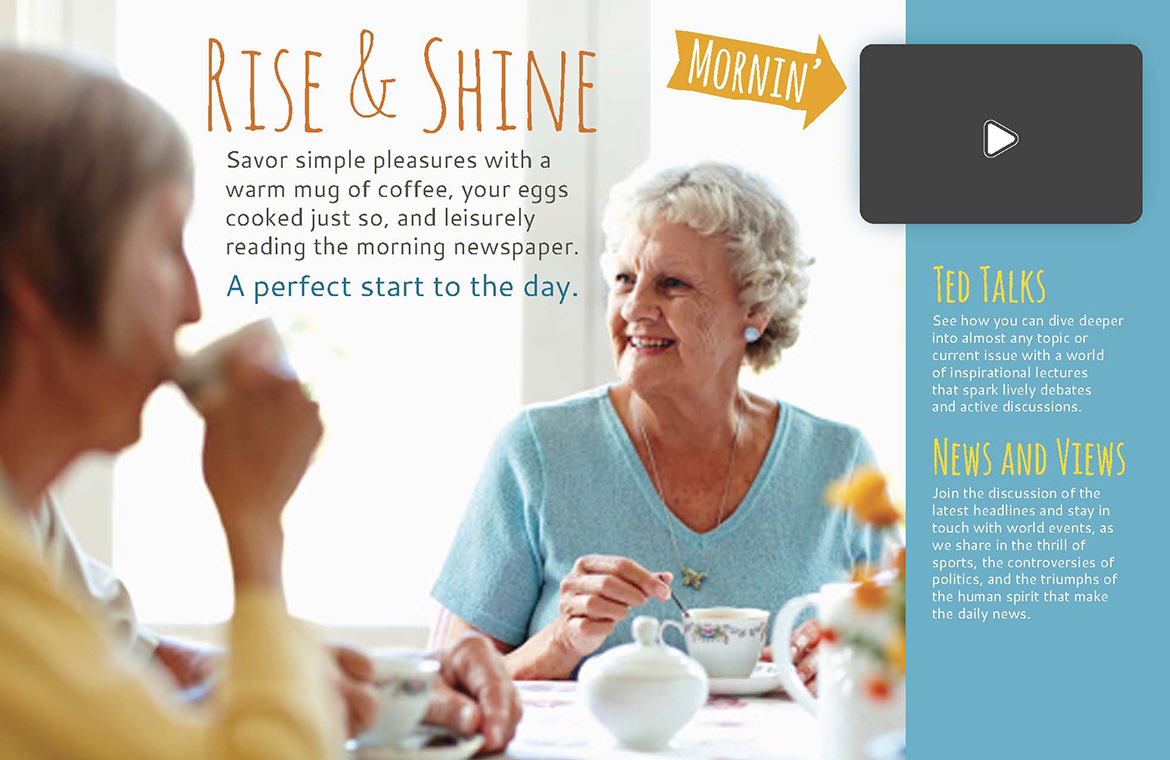 RISE & SHINE
Savor simple pleasures with a
warm mug of coffee, your eggs
cooked just so, and leisurely
reading the morning newspaper.
A perfect start to the day.
MORNIN'
TED TALKS
See how you can dive deeper
into almost any topic or
current issue with a world
of inspirational lectures
that spark lively debates
and active discussions.
NEWS AND VIEWS
Join the discussion of the
latest headlines and stay in
touch with world events, as
we share in the thrill of
sports, the controversies of
politics, and the triumphs of
the human spirit that make
the daily news.